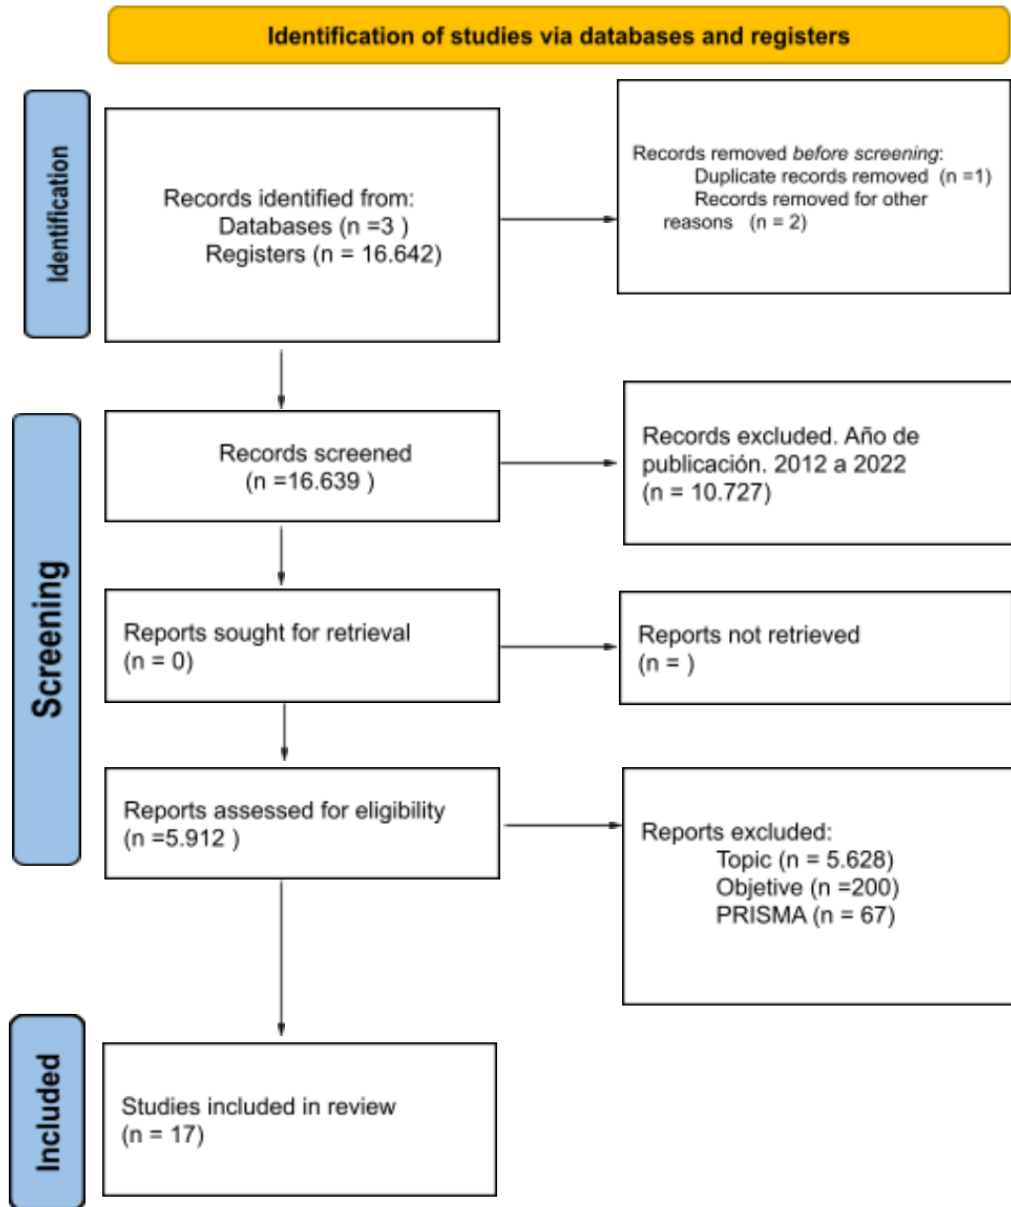 Identification of studies via databases and registers
Identification
Records identified from:
Databases (n =3 )
Registers (n = 16.642)
Records removed before screening:
Duplicate records removed (n =1)
Records removed for other
reasons (n = 2)
Screening
Records screened
(n =16.639 )
Records excluded. Año de
publicación. 2012 a 2022
(n = 10.727)
Reports sought for retrieval
(n = 0)
Reports not retrieved
(n = )
Reports assessed for eligibility
(n =5.912 )
Reports excluded:
Topic (n = 5.628)
Objetive (n =200)
PRISMA (n = 67)
Included
Studies included in review
(n = 17)